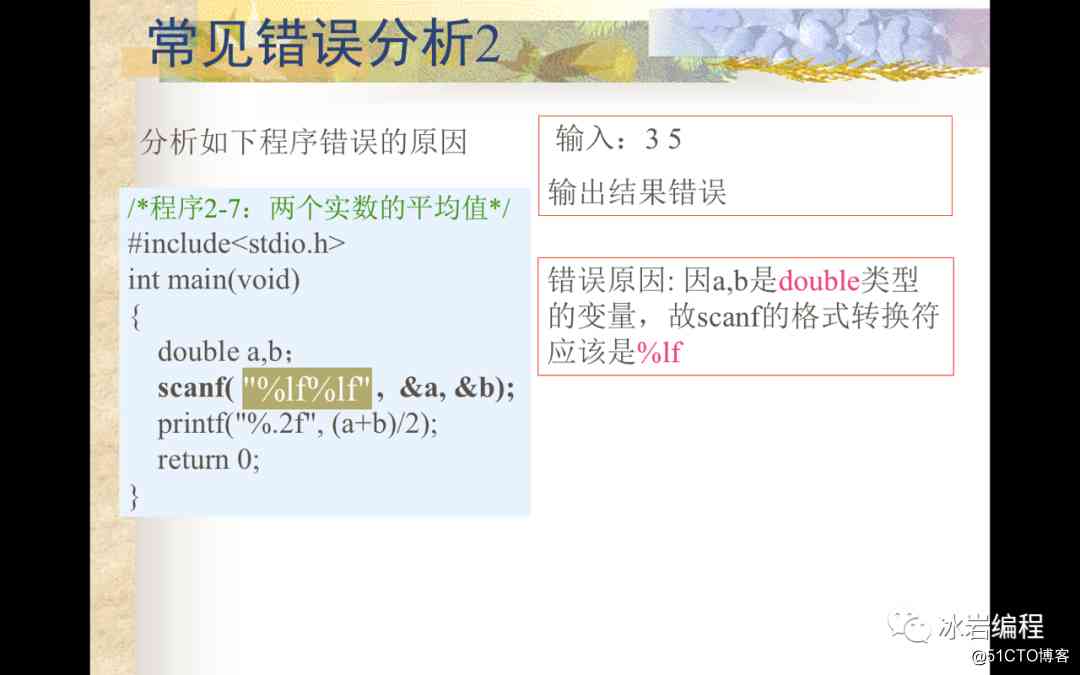 常见错误分析2
分析如下程序错误的原因
/*程序2-7：两个实数的平均值*/
#include<stdio.h>
int main(void)
{
double a,b；
scanf( "%lf%lf" , &a, &b);
printf("%.2f", (a+b)/2);
return 0;
}
输入：3 5
输出结果错误
错误原因: 因a,b是double类型
的变量，故scanf的格式转换符
应该是%lf
冰岩编程
@51CTO博客